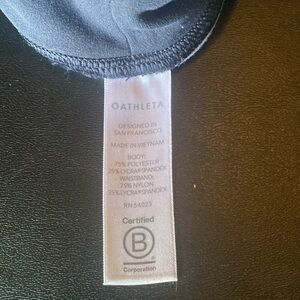 ATHLETA
DESIGNED IN
SAN FRANCISCO
MADE IN VIETNAM
BODY:
75% POLYESTER
25% LYCRA® SPANDEX
WAISTBAND:
75% NYLON
25% LYCRA® SPANDEX
RN 54023
Certified
B
Corporation